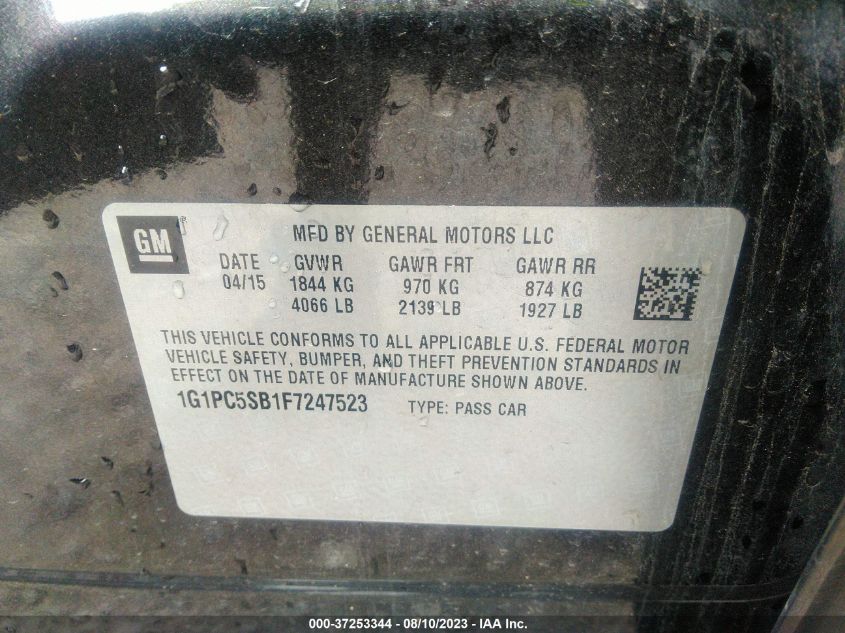 GM
MFD BY GENERAL MOTORS LLC
DATE GVWR GAWR FRT GAWR RR
04/15 1844 KG 970 KG 874 KG
4066 LB 2139 LB 1927 LB
THIS VEHICLE CONFORMS TO ALL APPLICABLE U.S. FEDERAL MOTOR
VEHICLE SAFETY, BUMPER, AND THEFT PREVENTION STANDARDS IN
EFFECT ON THE DATE OF MANUFACTURE SHOWN ABOVE.
1G1PC5SB1F7247523 TYPE: PASS CAR
000-37253344 - 08/10/2023 - IAA Inc.